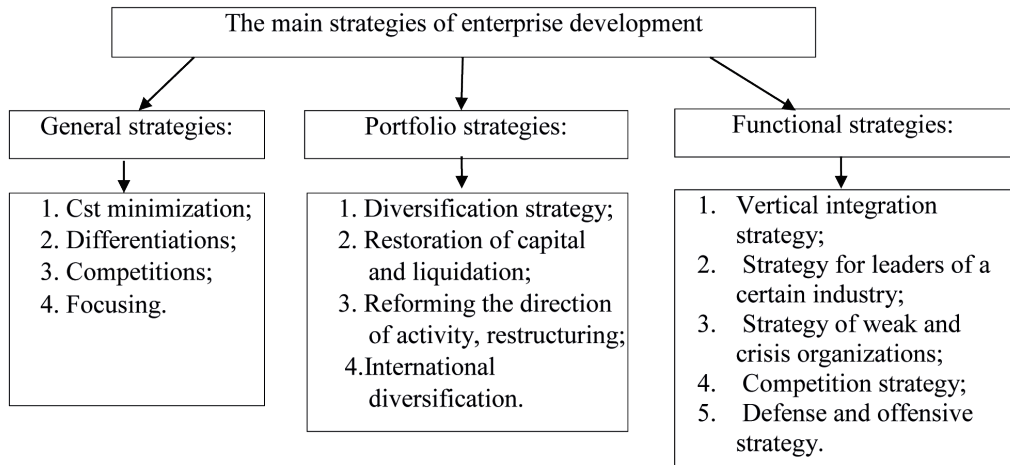 The main strategies of enterprise development
General strategies:
1. Cst minimization;
2. Differentiations;
3. Competitions;
4. Focusing.
Portfolio strategies:
1. Diversification strategy;
2. Restoration of capital
and liquidation;
3. Reforming the direction
of activity, restructuring;
4.International
diversification.
Functional strategies:
1. Vertical integration
strategy;
2. Strategy for leaders of a
certain industry;
3. Strategy of weak and
crisis organizations;
4. Competition strategy;
5. Defense and offensive
strategy.